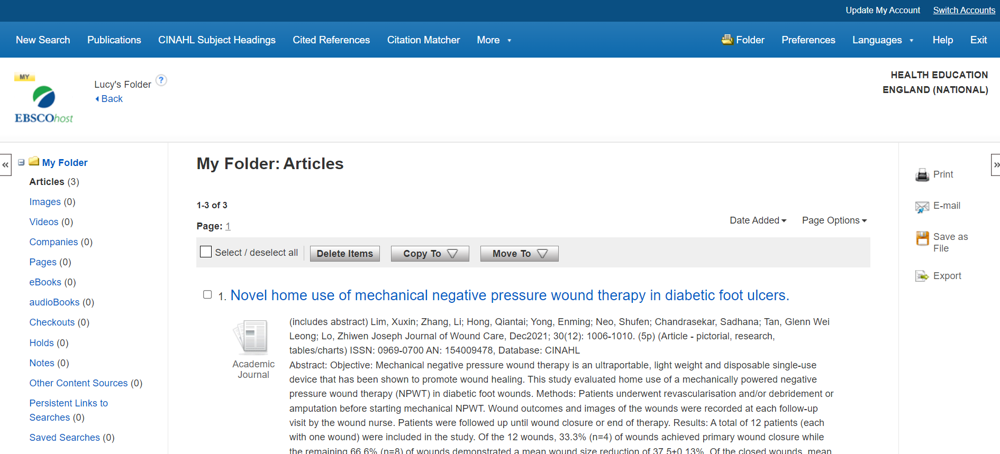 Update My Account Switch Accounts
New Search Publications CINAHL Subject Headings Cited References Citation Matcher More Folder Preferences Languages Help Exit
MY
EBSCOhost
Lucy's Folder ?
Back
HEALTH EDUCATION
ENGLAND (NATIONAL)
«
My Folder
Articles (3)
Images (0)
Videos (0)
Companies (0)
Pages (0)
eBooks (0)
audioBooks (0)
Checkouts (0)
Holds (0)
Notes (0)
Other Content Sources (0)
Persistent Links to
Searches (0)
Saved Searches (0)
My Folder: Articles
1-3 of 3
Page: 1
Date Added Page Options
Select / deselect all Delete Items Copy To Move To
1. Novel home use of mechanical negative pressure wound therapy in diabetic foot ulcers.
Academic
Journal
(includes abstract) Lim, Xuxin; Zhang, Li; Hong, Qiantai; Yong, Enming; Neo, Shufen; Chandrasekar, Sadhana; Tan, Glenn Wei
Leong; Lo, Zhiwen Joseph Journal of Wound Care, Dec2021; 30(12): 1006-1010. (5p) (Article - pictorial, research,
tables/charts) ISSN: 0969-0700 AN: 154009478, Database: CINAHL
Abstract: Objective: Mechanical negative pressure wound therapy is an ultraportable, light weight and disposable single-use
device that has been shown to promote wound healing. This study evaluated home use of a mechanically powered negative
pressure wound therapy (NPWT) in diabetic foot wounds. Methods: Patients underwent revascularisation and/or debridement or
amputation before starting mechanical NPWT. Wound outcomes and images of the wounds were recorded at each follow-up
visit by the wound nurse. Patients were followed up until wound closure or end of therapy. Results: A total of 12 patients (each
with one wound) were included in the study. Of the 12 wounds, 33.3% (n=4) of wounds achieved primary wound closure while
the remaining 66.6% (n=8) of wounds demonstrated a mean wound size reduction of 37.5±0.13%. Of the closed wounds, mean
»
Print
E-mail
Save as
File
Export